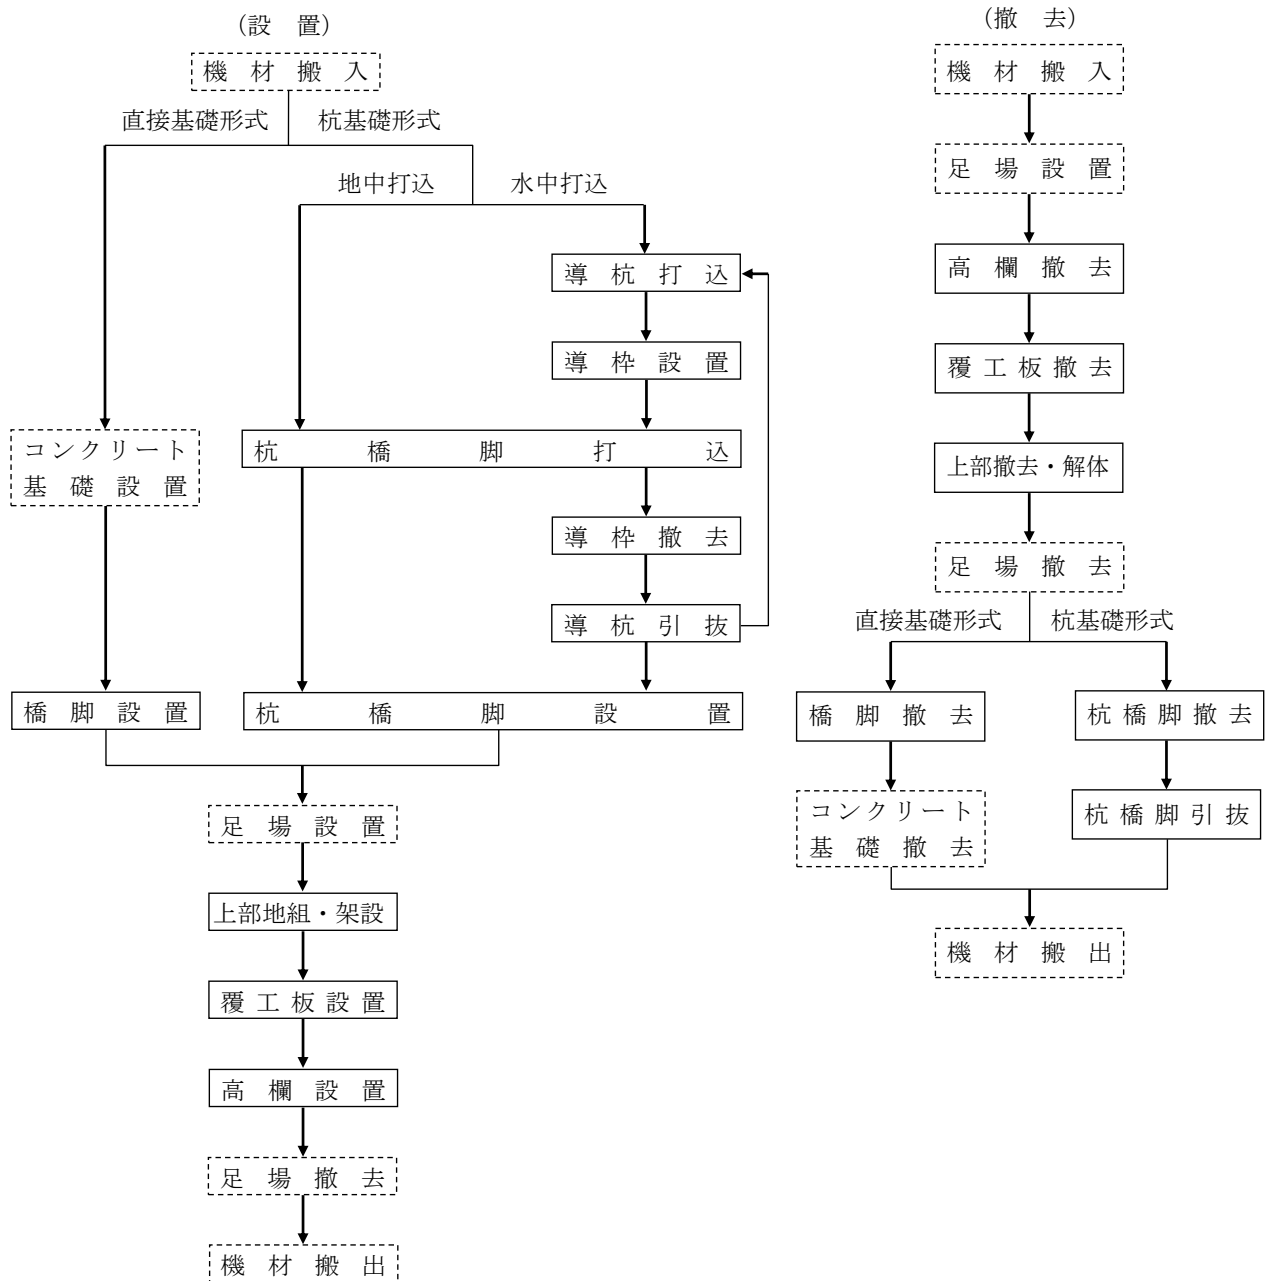 （設　置）
機材搬入
直接基礎形式
杭基礎形式
地中打込
水中打込
導杭打込
導枠設置
コンクリート
基礎設置
杭橋脚打込
導枠撤去
導杭引抜
橋脚設置
杭橋脚設置
足場設置
上部地組・架設
覆工板設置
高欄設置
足場撤去
機材搬出
（撤　去）
機材搬入
足場設置
高欄撤去
覆工板撤去
上部撤去・解体
足場撤去
直接基礎形式
杭基礎形式
橋脚撤去
杭橋脚撤去
コンクリート
基礎撤去
杭橋脚引抜
機材搬出